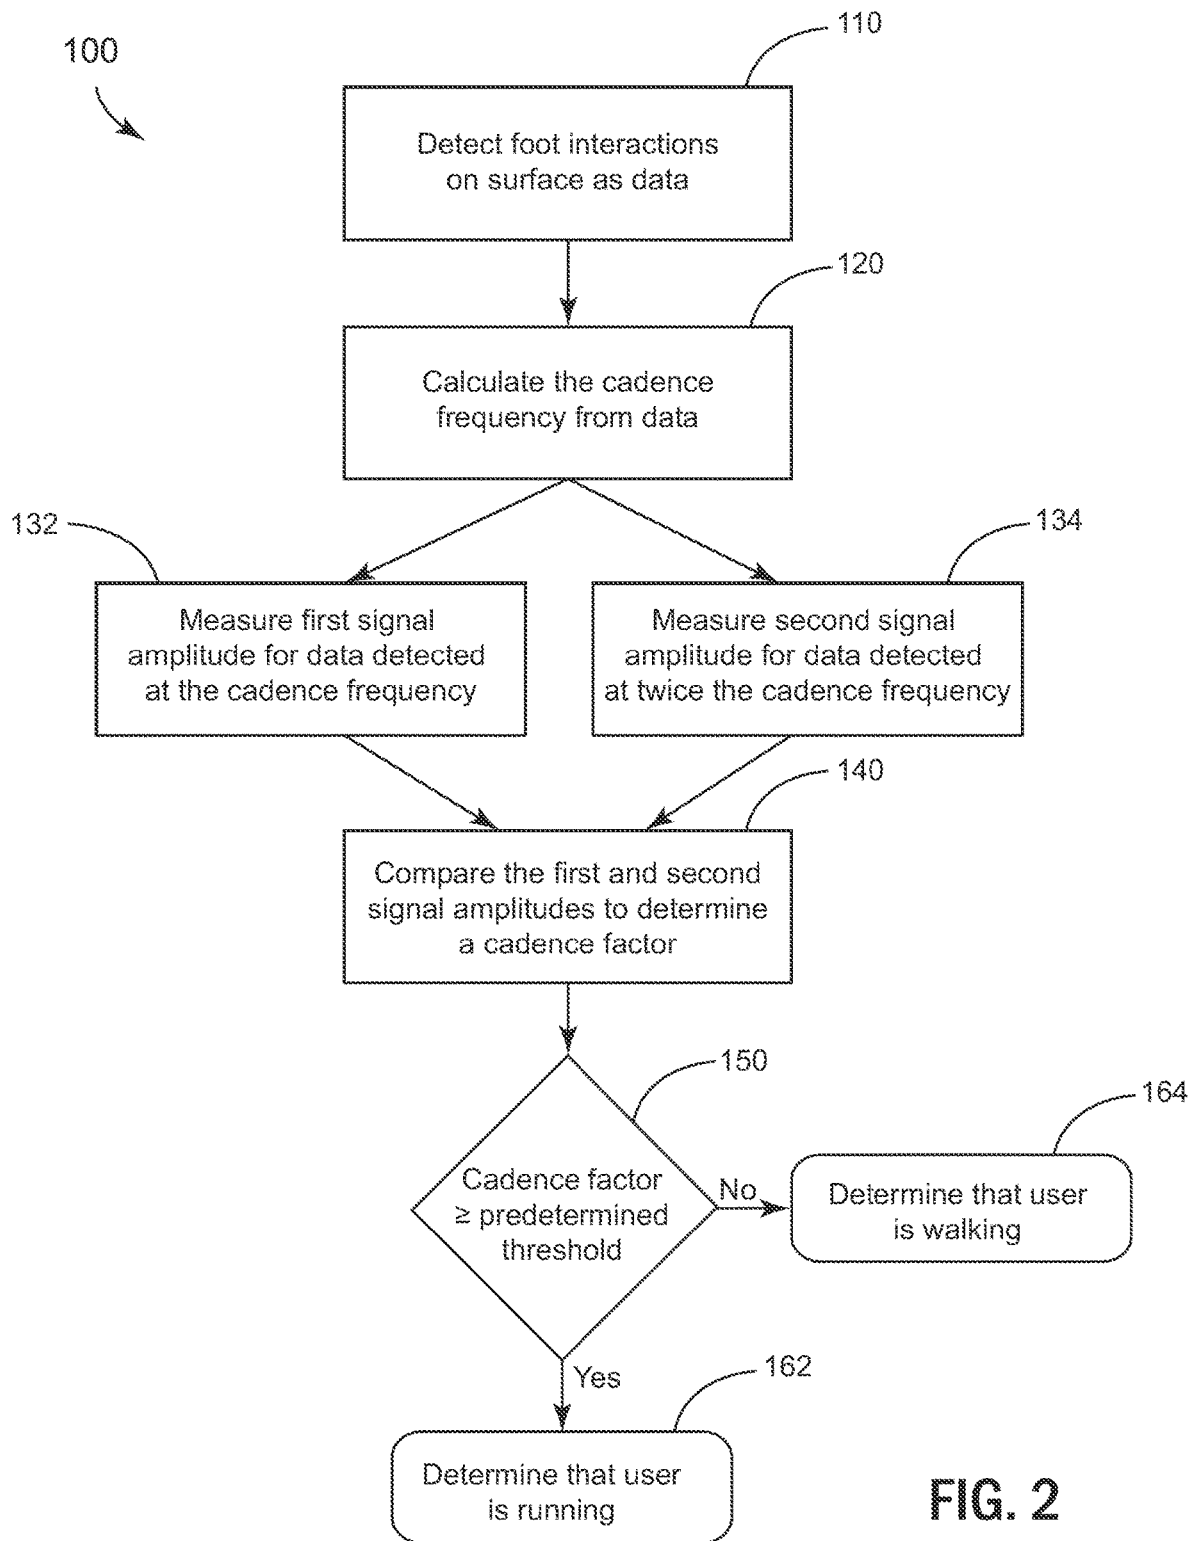 110
100
Detect foot interactions
on surface as data
120
Calculate the cadence
frequency from data
132
134
Measure first signal
amplitude for data detected
at the cadence frequency
Measure second signal
amplitude for data detected
at twice the cadence frequency
140
Compare the first and second
signal amplitudes to determine
a cadence factor
150
164
Cadence factor
≥ predetermined
threshold
No
Determine that user
is walking
Yes
162
Determine that user
is running
FIG. 2